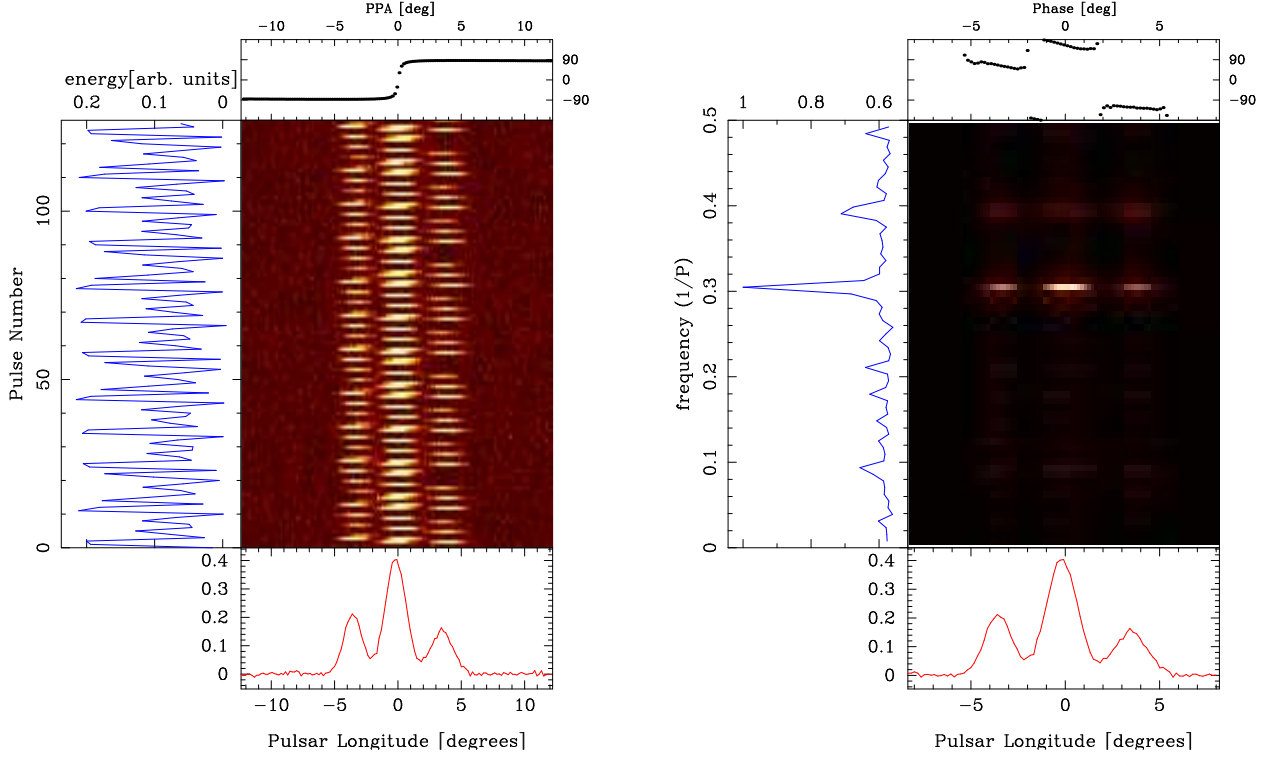 PPA [deg]
−10 −5 0 5 10
90
0
−90
energy[arb. units]
0.2 0.1 0
Pulse Number
0 50 100
0.4
0.3
0.2
0.1
0
−10 −5 0 5 10
Pulsar Longitude [degrees]
Phase [deg]
−5 0 5
90
0
−90
1 0.8 0.6
frequency (1/P)
0 0.1 0.2 0.3 0.4 0.5
0.4
0.3
0.2
0.1
0
−5 0 5
Pulsar Longitude [degrees]